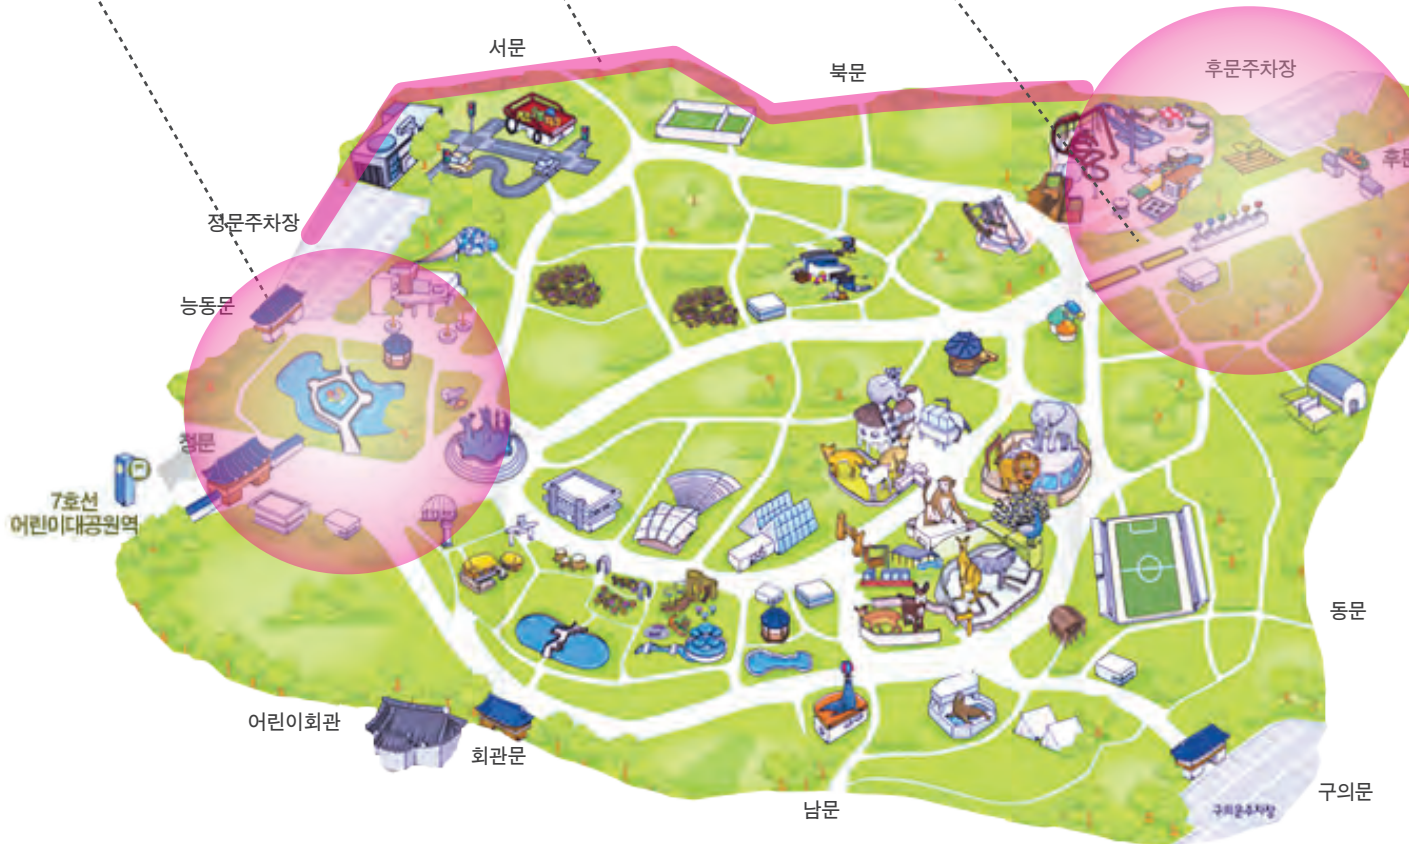 서문
북문
후문주차장
후문
정문주차장
능동문
정문
7호선
어린이대공원역
동문
어린이회관
회관문
남문
구의문
구의문주차장